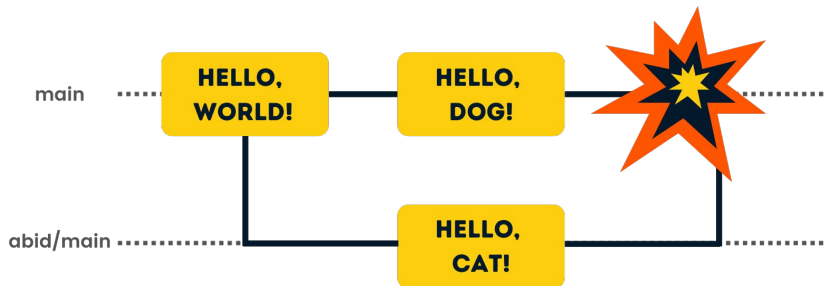 main
HELLO,
WORLD!
HELLO,
DOG!
abid/main
HELLO,
CAT!